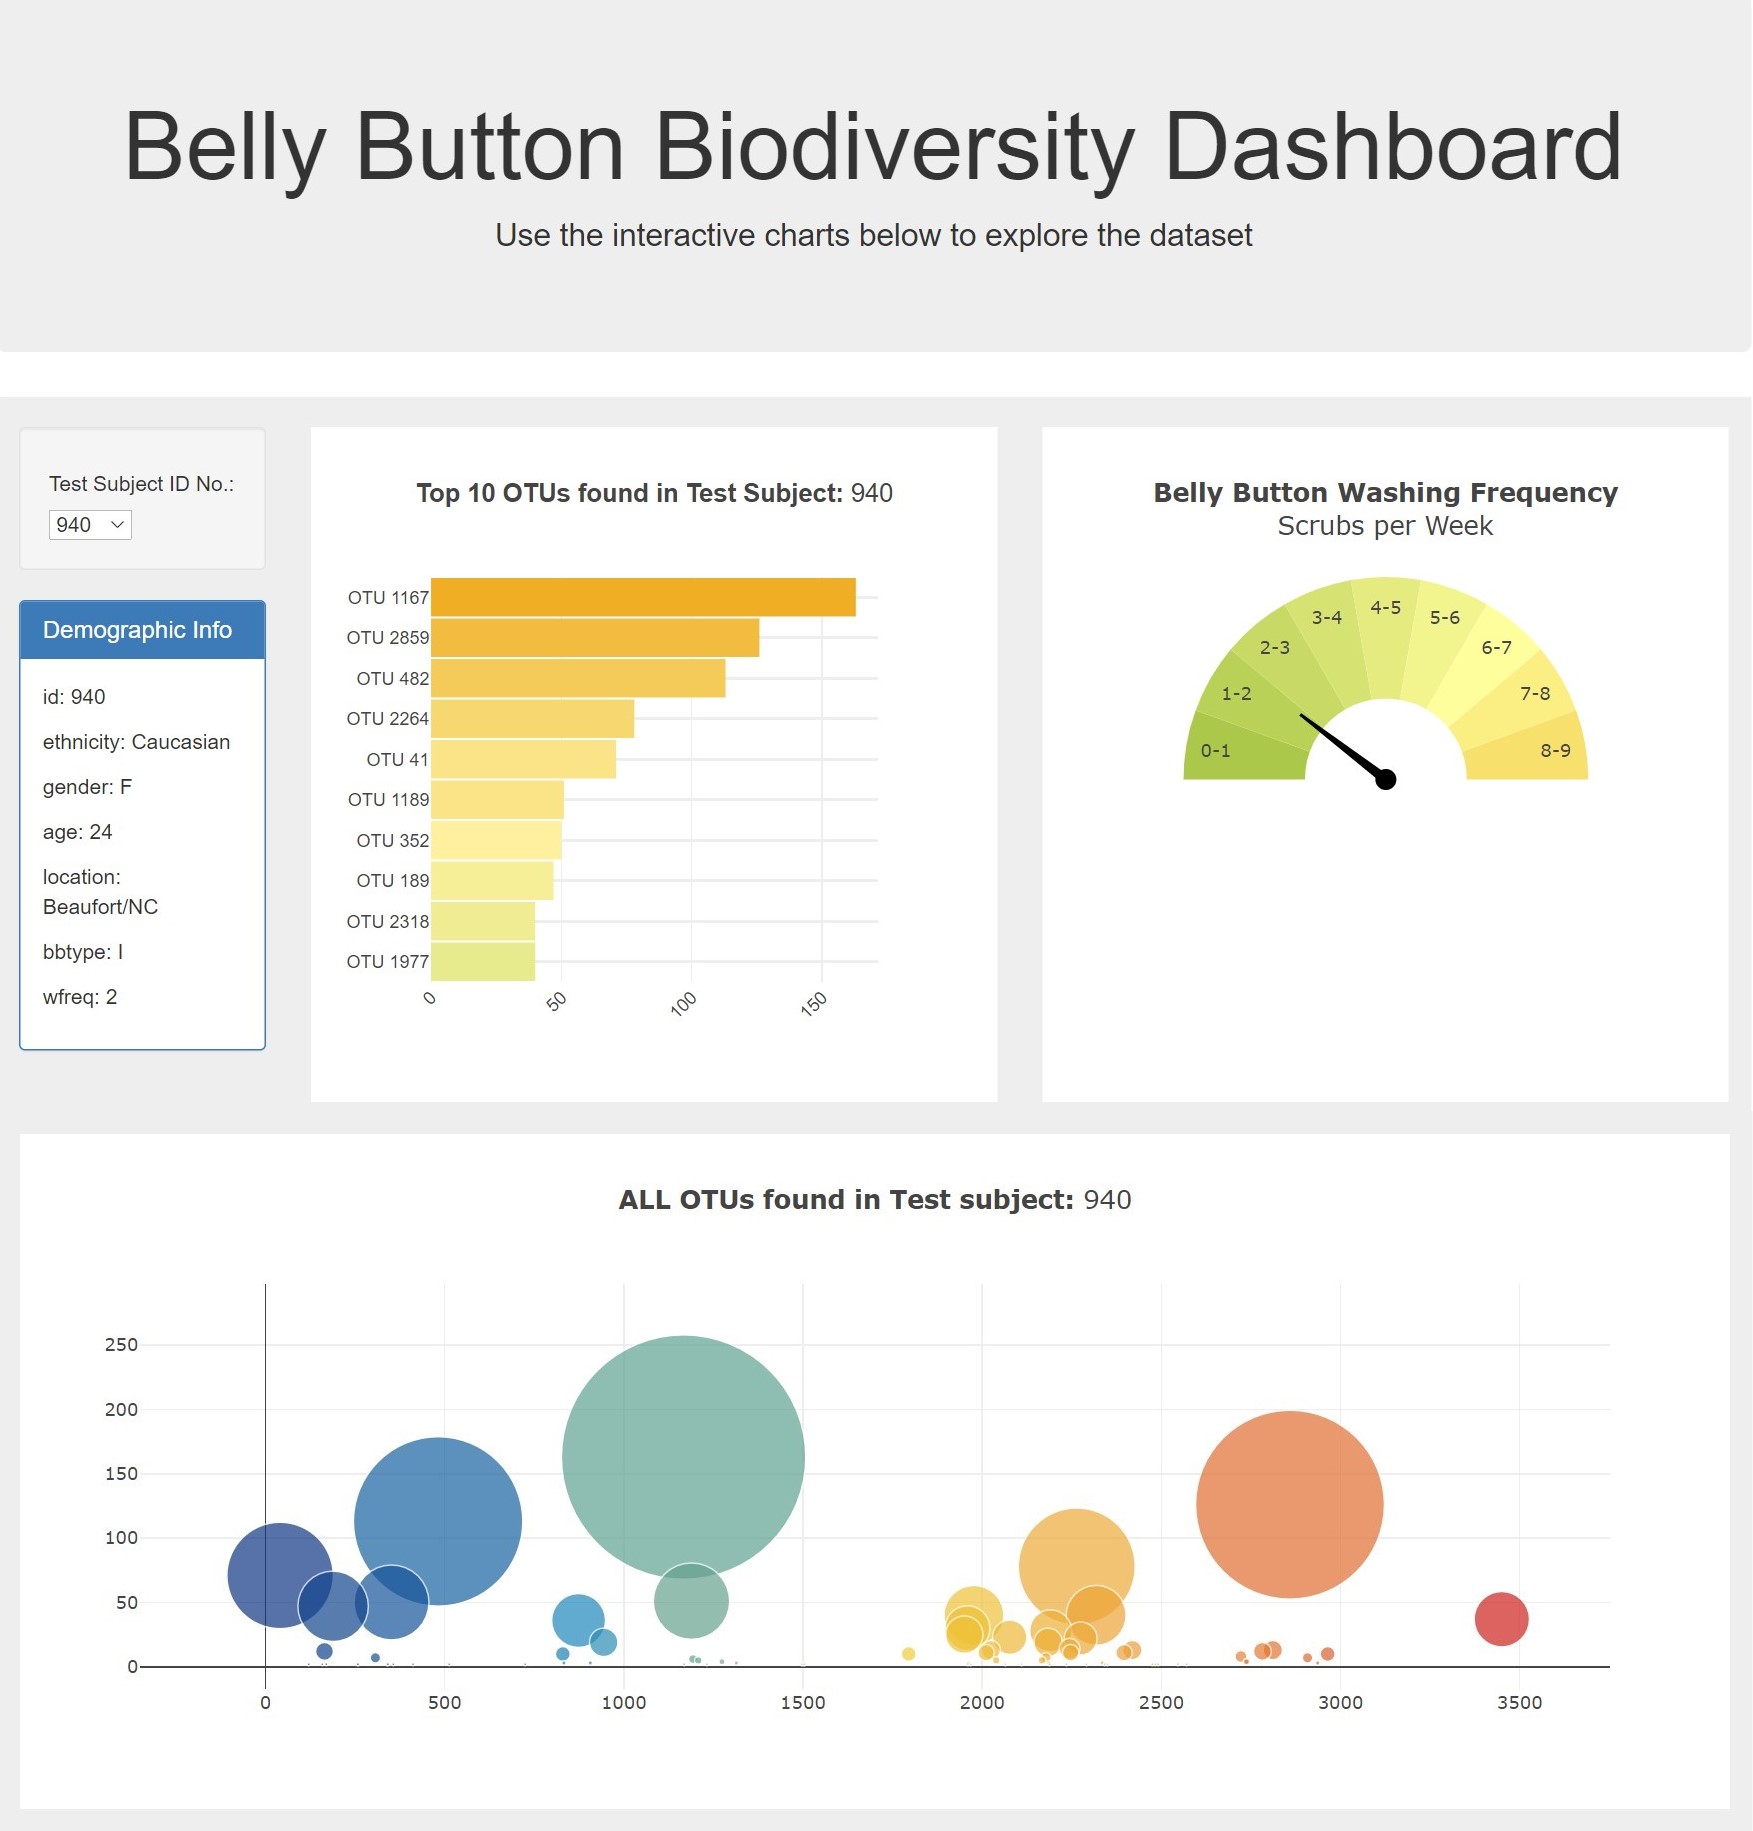 Belly Button Biodiversity Dashboard
Use the interactive charts below to explore the dataset
Test Subject ID No.:
940
Demographic Info
id: 940
ethnicity: Caucasian
gender: F
age: 24
location:
Beaufort/NC
bbtype: I
wfreq: 2
Top 10 OTUs found in Test Subject: 940
OTU 1167
OTU 2859
OTU 482
OTU 2264
OTU 41
OTU 1189
OTU 352
OTU 189
OTU 2318
OTU 1977
0 50 100 150
Belly Button Washing Frequency
Scrubs per Week
0-1
1-2
2-3
3-4
4-5
5-6
6-7
7-8
8-9
ALL OTUs found in Test subject: 940
250
200
150
100
50
0
0 500 1000 1500 2000 2500 3000 3500